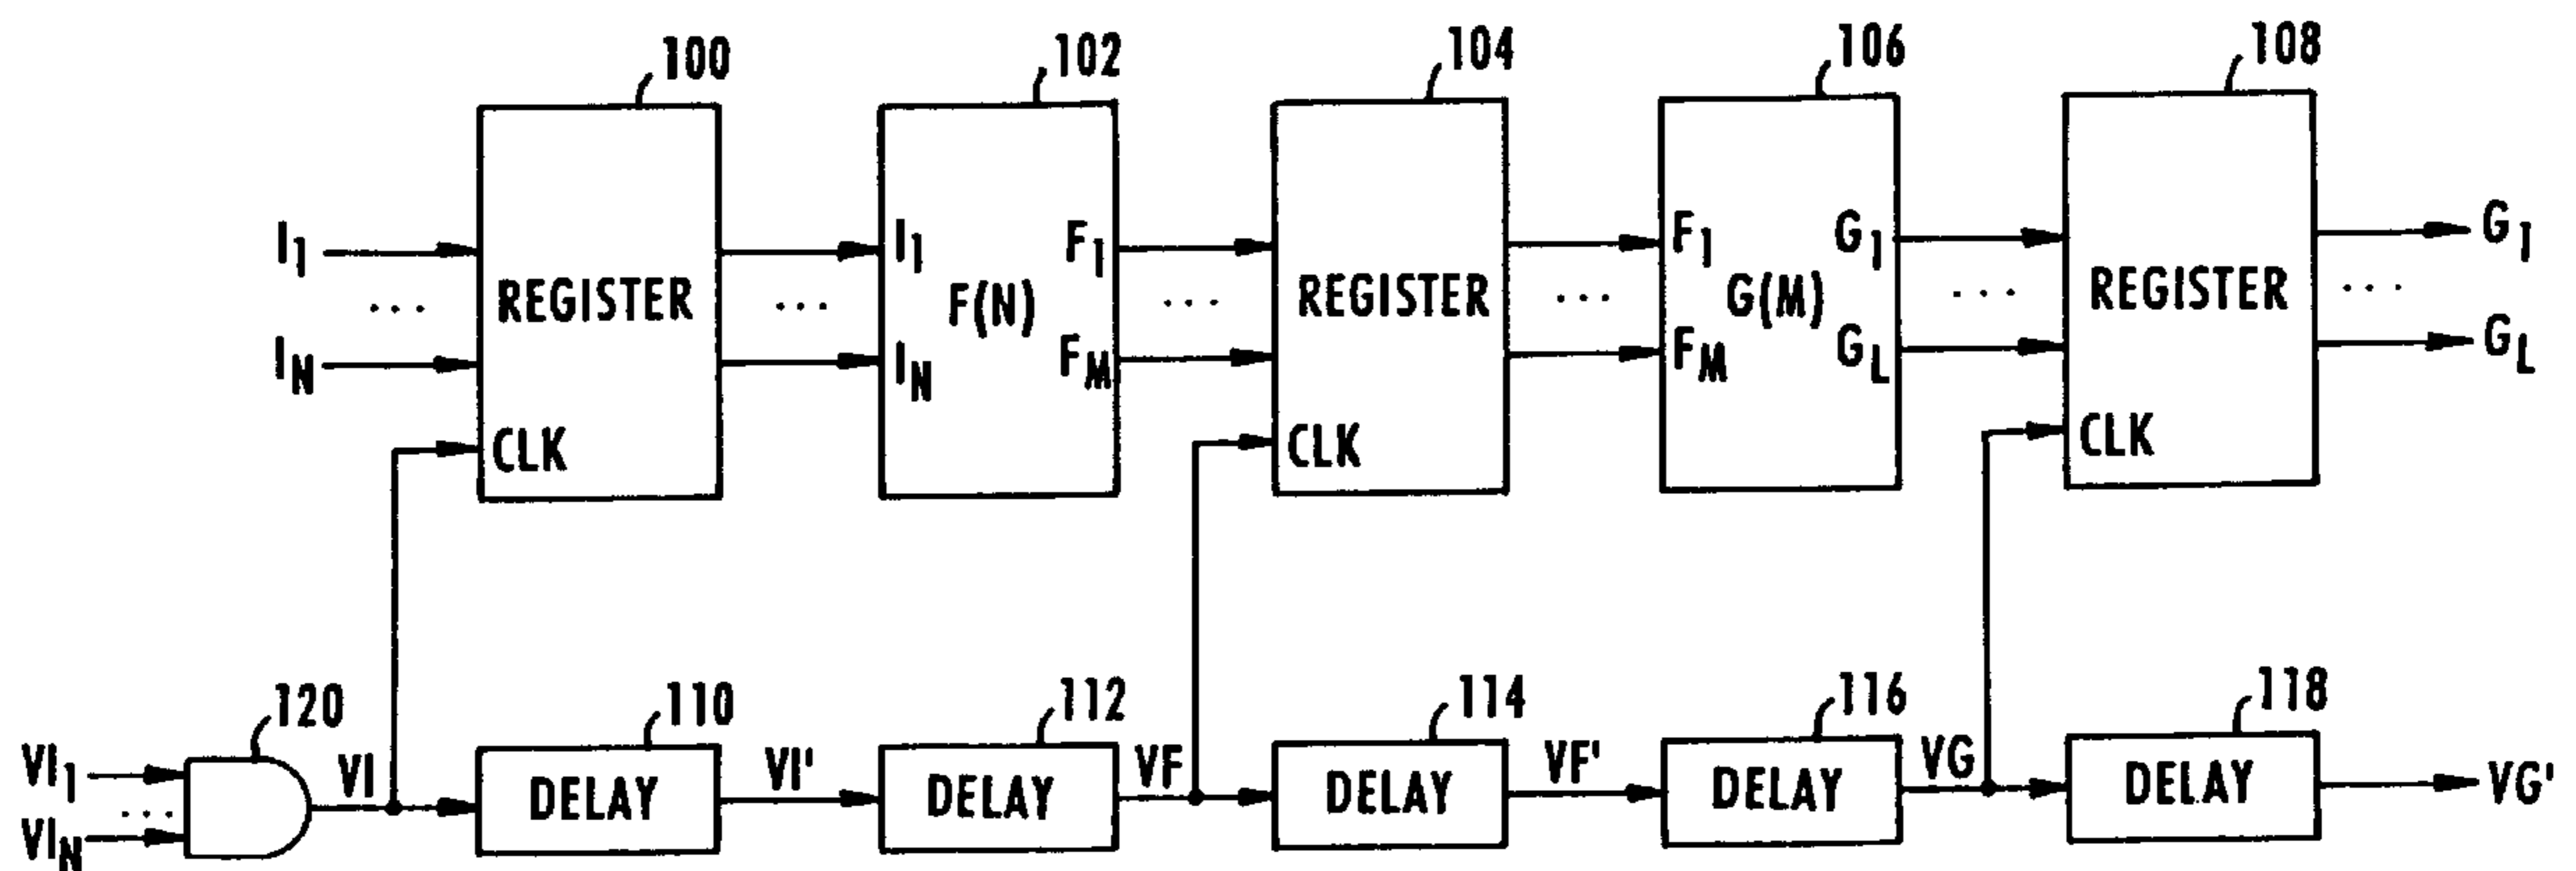 100 102 104 106 108
I1 ... IN REGISTER CLK ... I1 IN F(N) F1 FM ... REGISTER CLK ... F1 FM G(M) G1 GL ... REGISTER CLK G1 ... GL
120 110 112 114 116 118
VI1 ... VIN VI DELAY VI' DELAY VF DELAY VF' DELAY VG DELAY VG'